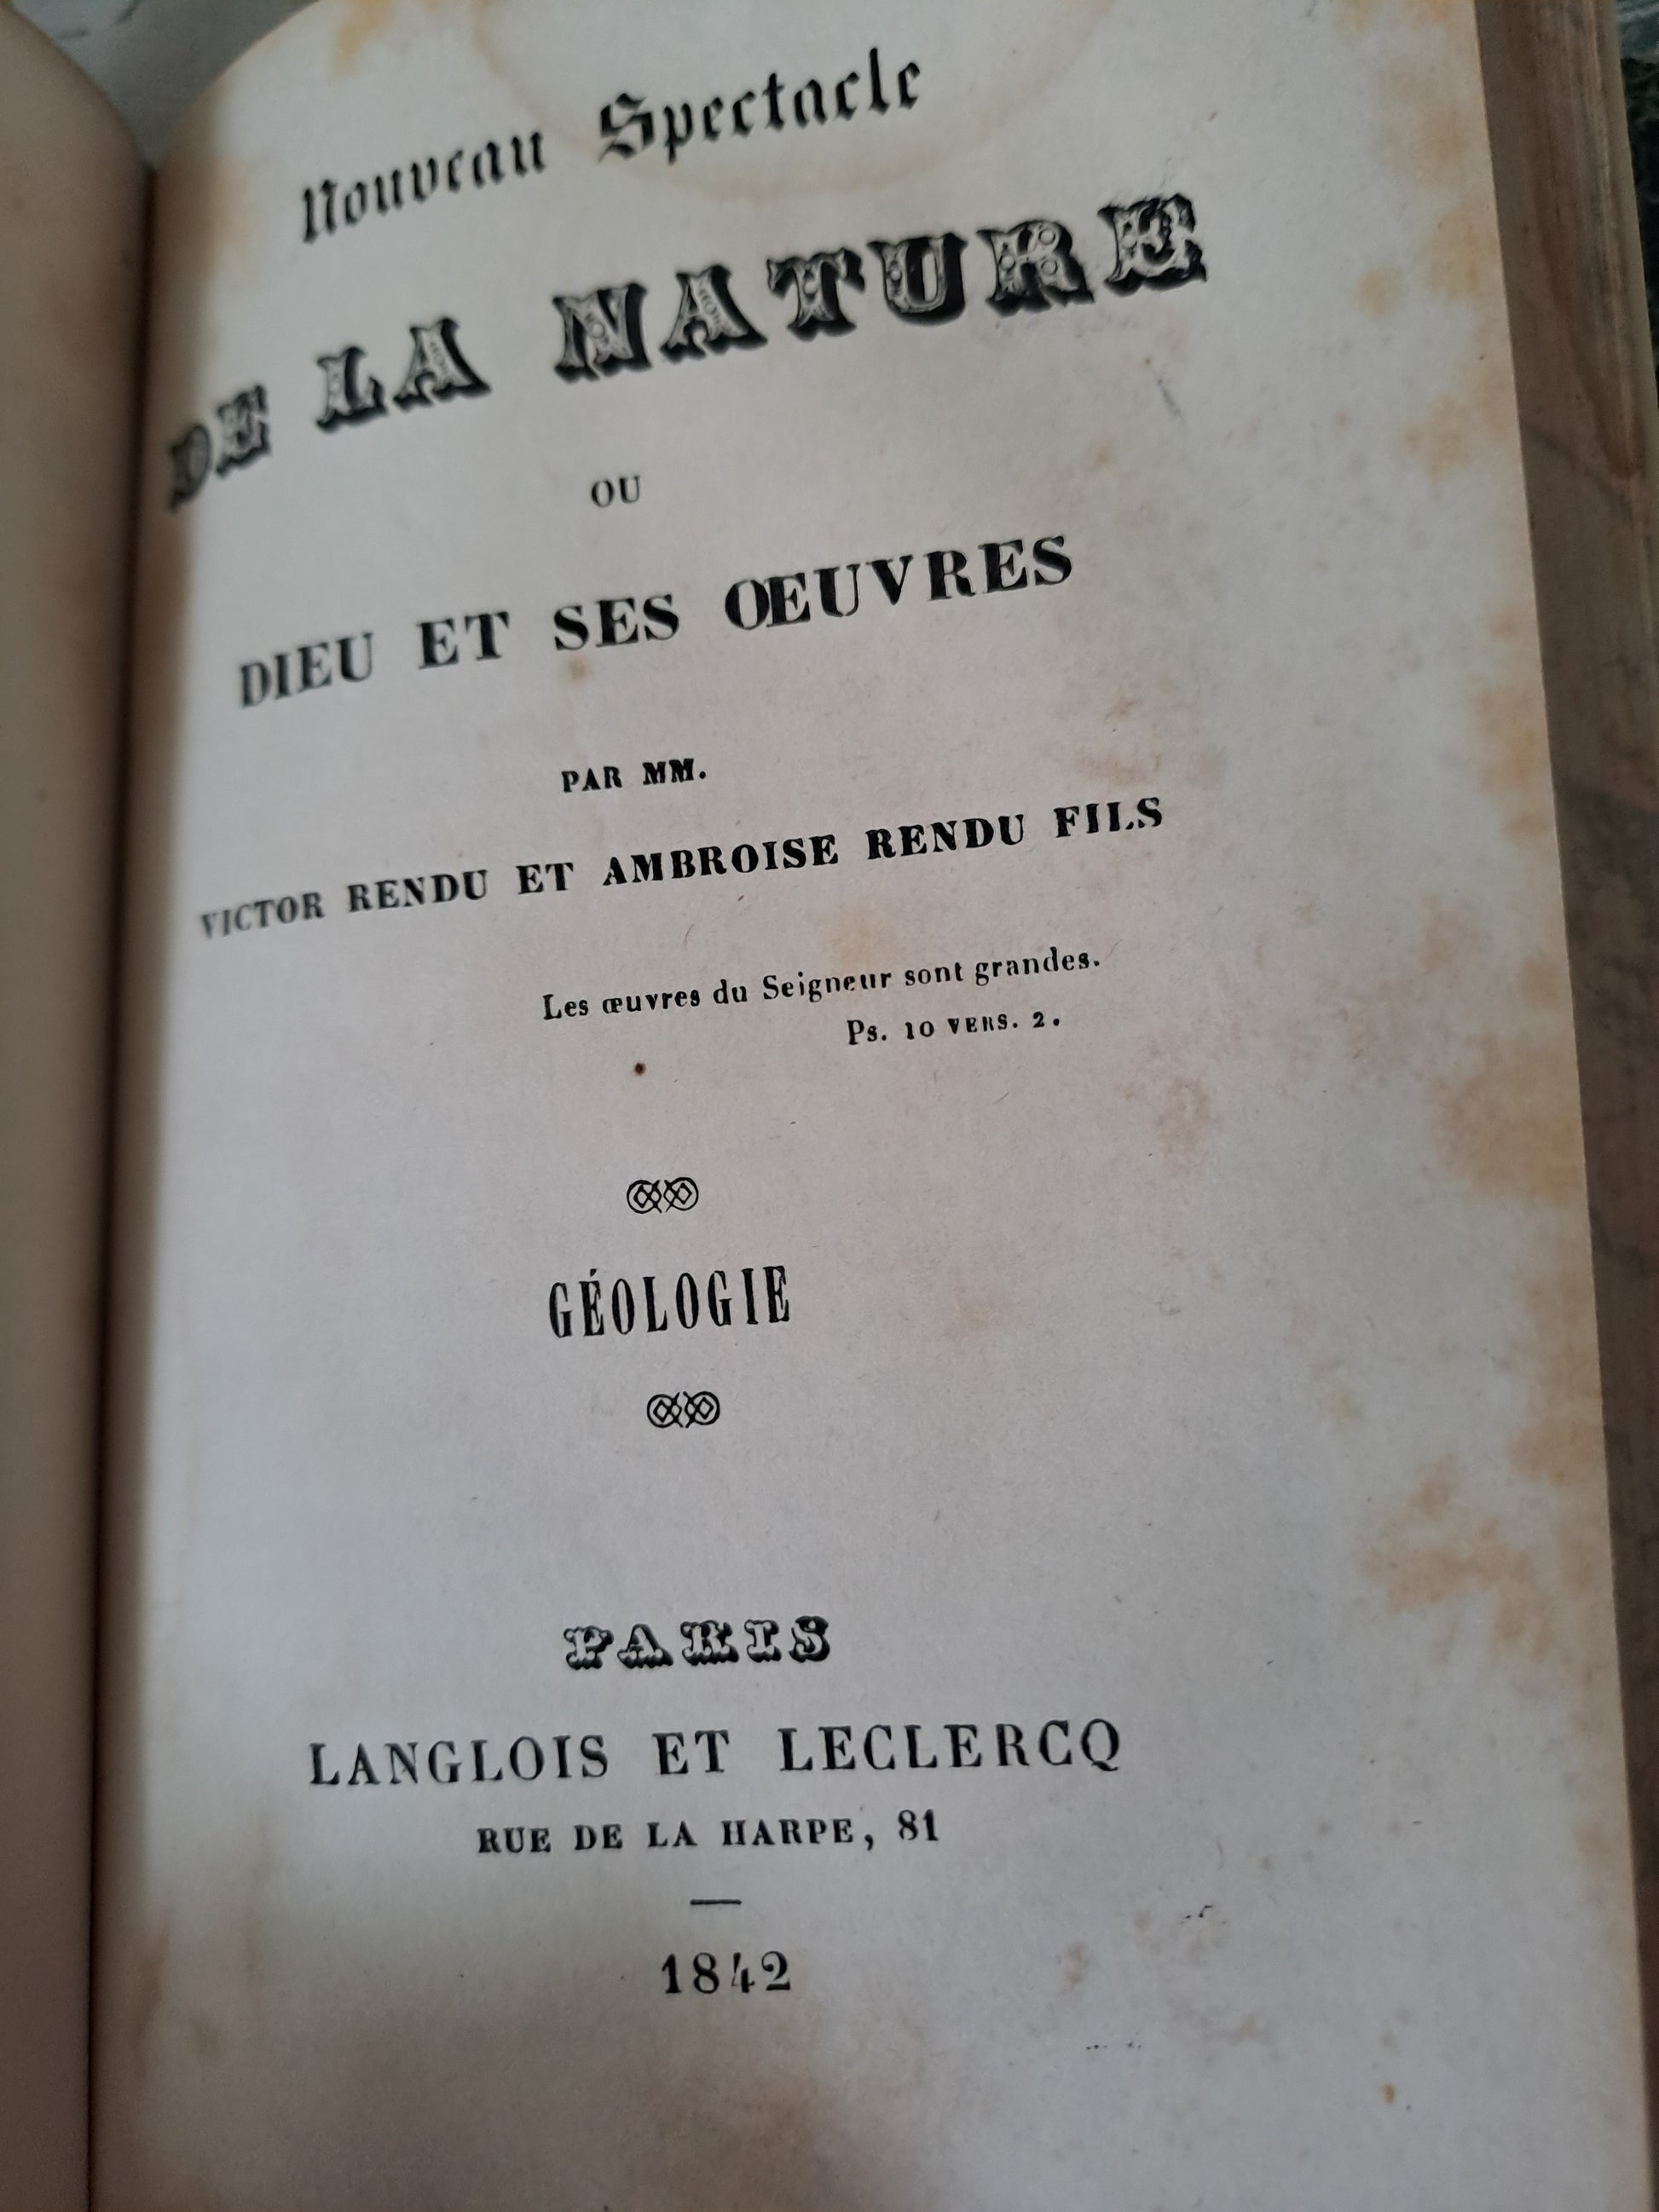 Nouveau Spectacle
DE LA NATURE
OU
DIEU ET SES ŒUVRES
PAR MM.
VICTOR RENDU ET AMBROISE RENDU FILS
Les œuvres du Seigneur sont grandes.
Ps. 10 VERS. 2.
GÉOLOGIE
PARIS
LANGLOIS ET LECLERCQ
RUE DE LA HARPE, 81
1842